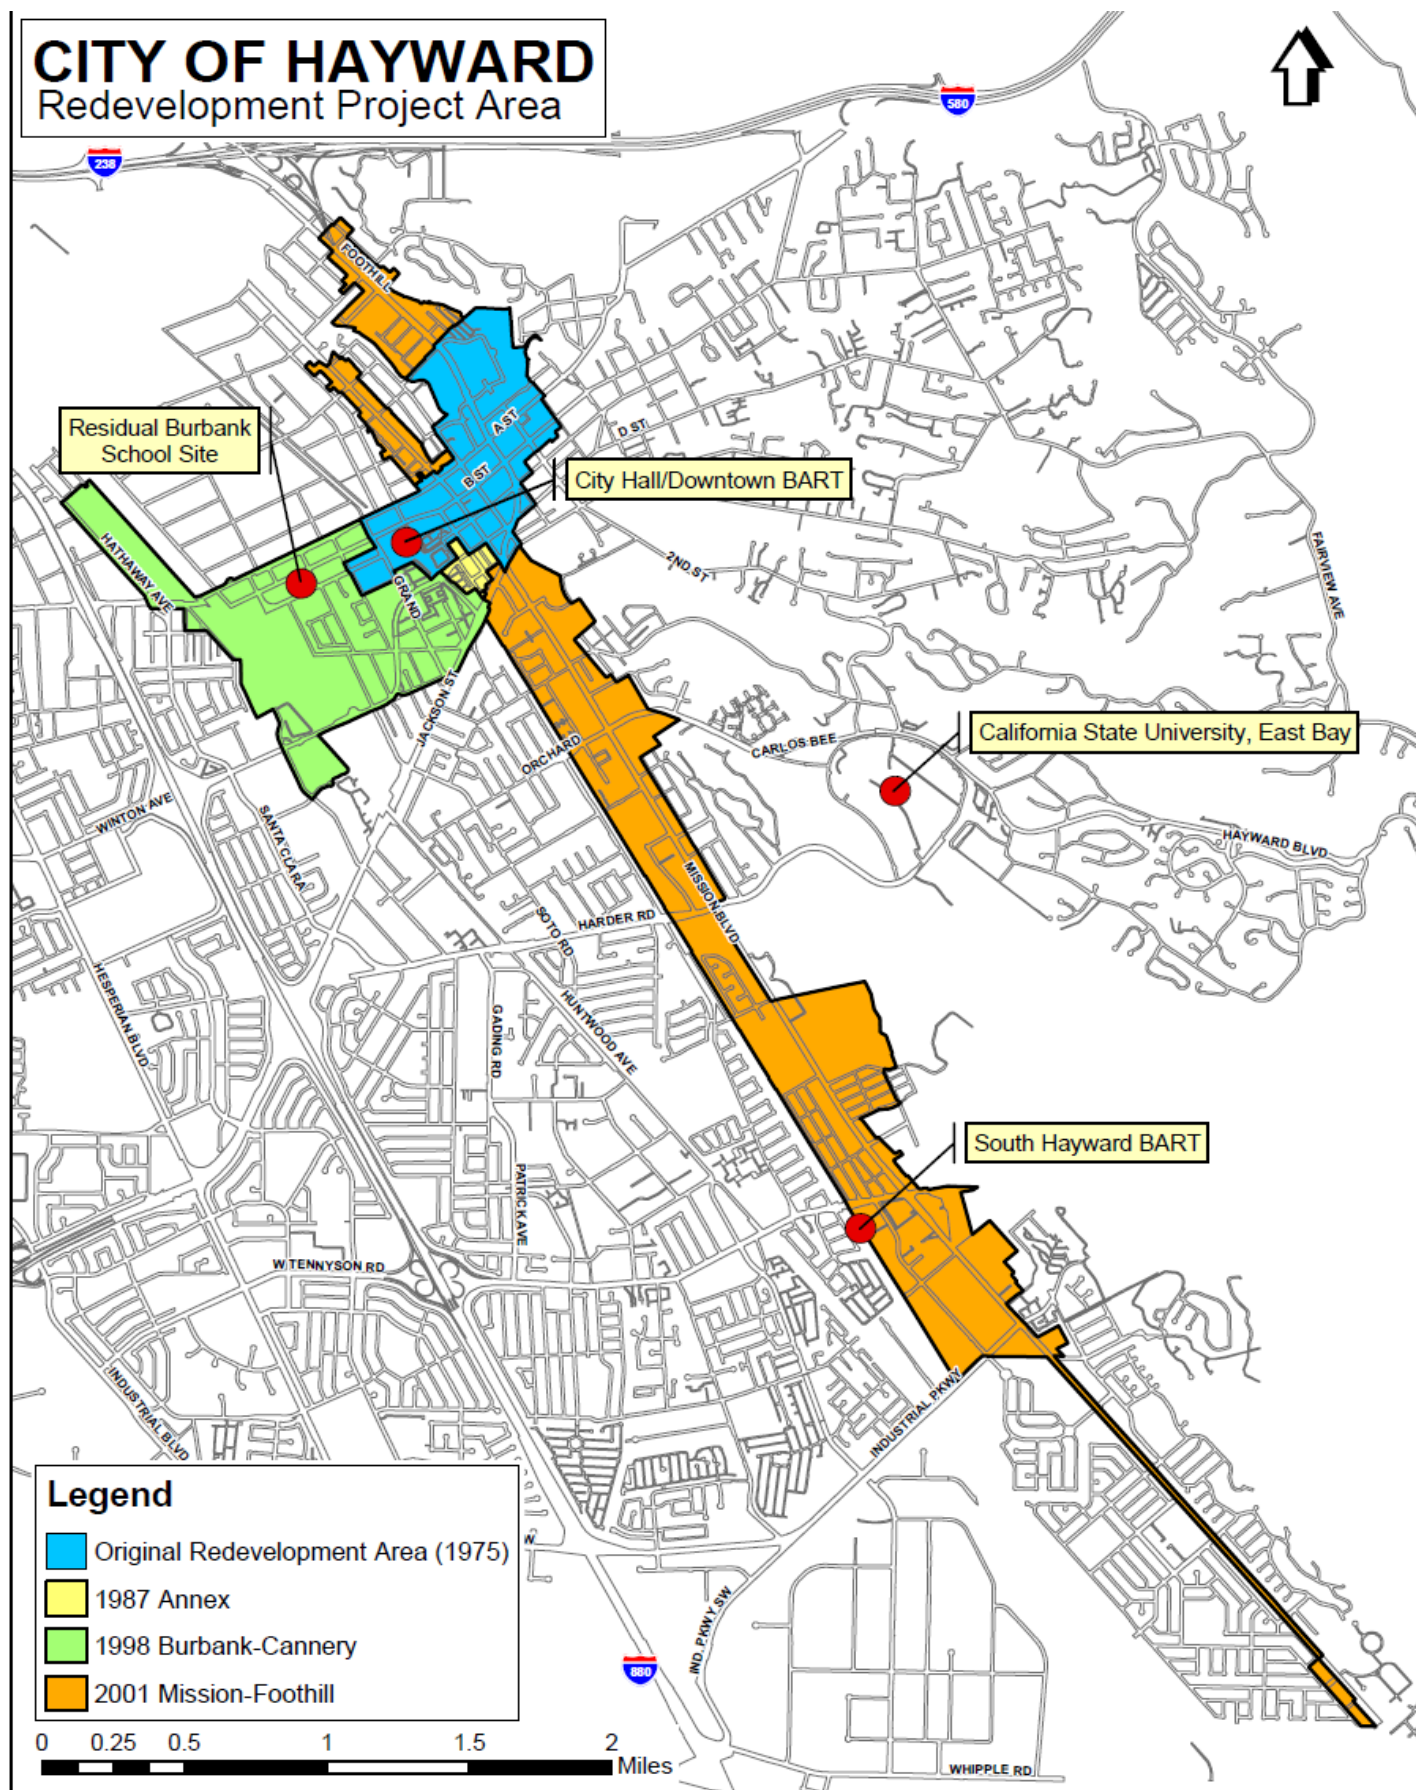 CITY OF HAYWARD
Redevelopment Project Area
580
238
FOOTHILL
A ST
D ST
Residual Burbank
School Site
B ST
City Hall/Downtown BART
HATHAWAY AVE
2ND ST
FAIRVIEW AVE
GRAND
JACKSON ST
ORCHARD
CARLOS BEE
California State University, East Bay
WINTON AVE
SANTA CLARA
HAYWARD BLVD
MISSION BLVD
HARDER RD
SOTO RD
HESPERIAN BLVD
HUNTWOOD AVE
GADING RD
South Hayward BART
PATRICK AVE
W TENNYSON RD
INDUSTRIAL BLVD
INDUSTRIAL PKWY
Legend
Original Redevelopment Area (1975)
W
1987 Annex
1998 Burbank-Cannery
2001 Mission-Foothill
IND. PKWY SW
880
0 0.25 0.5 1 1.5 2
Miles
WHIPPLE RD